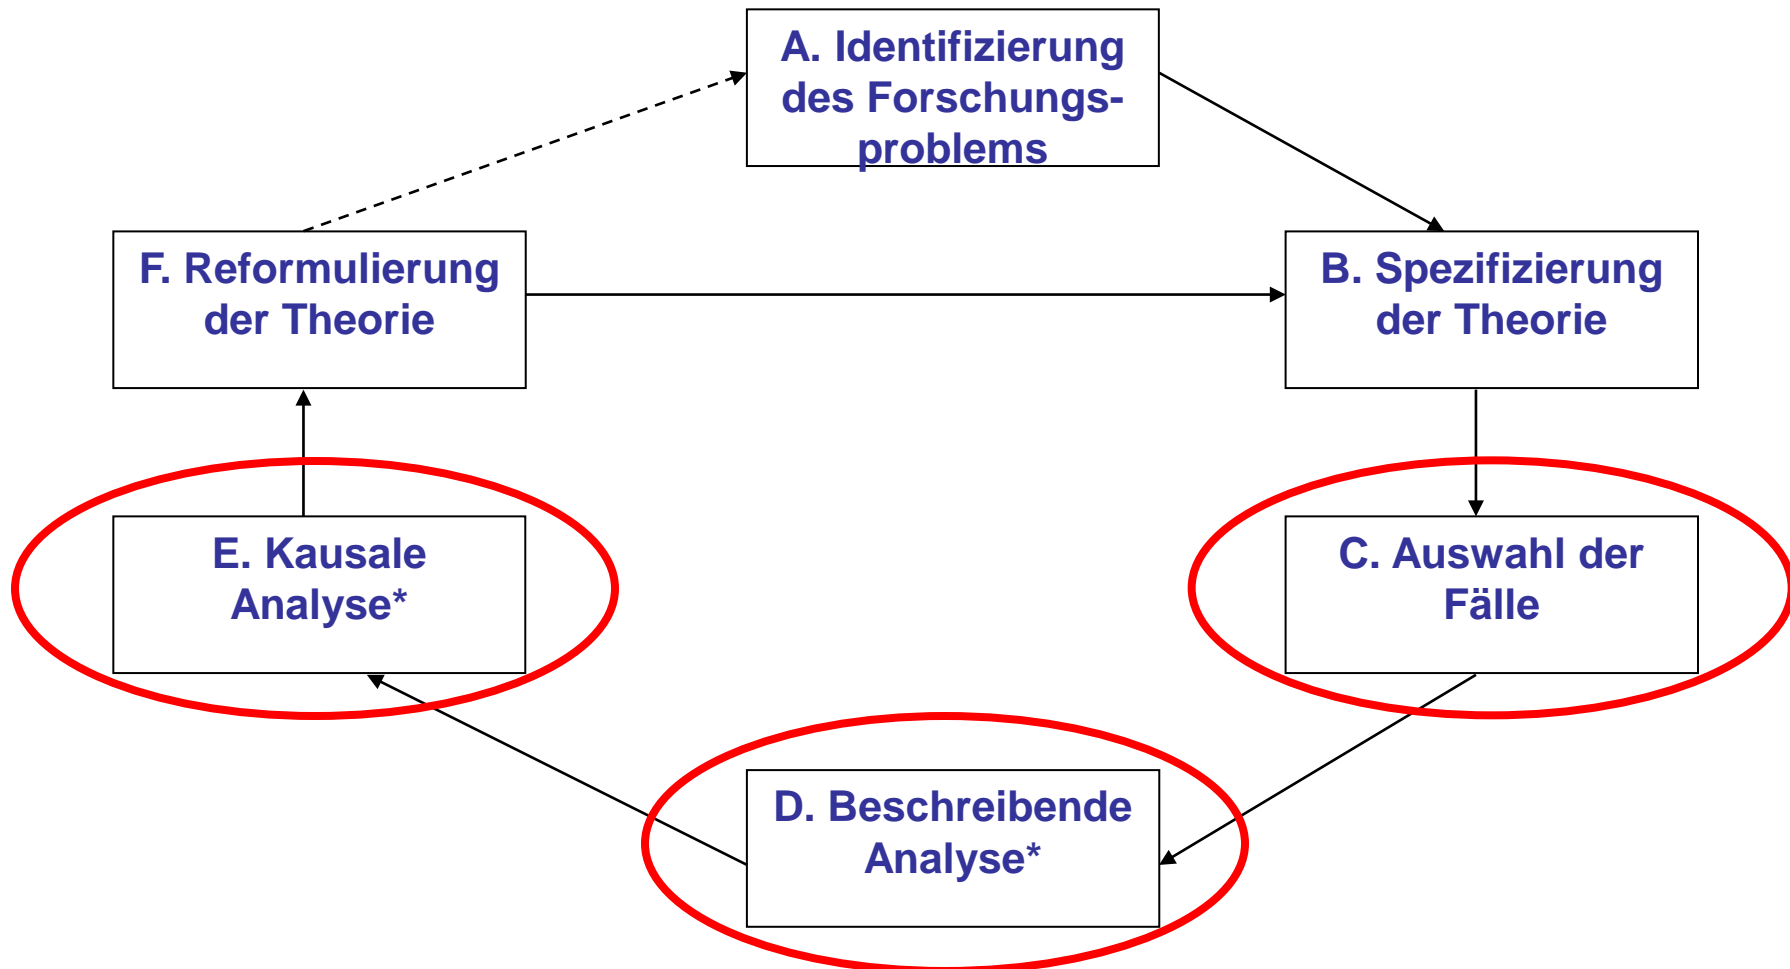 A. Identifizierung
des Forschungs-
problems
F. Reformulierung
der Theorie
B. Spezifizierung
der Theorie
E. Kausale
Analyse*
C. Auswahl der
Fälle
D. Beschreibende
Analyse*